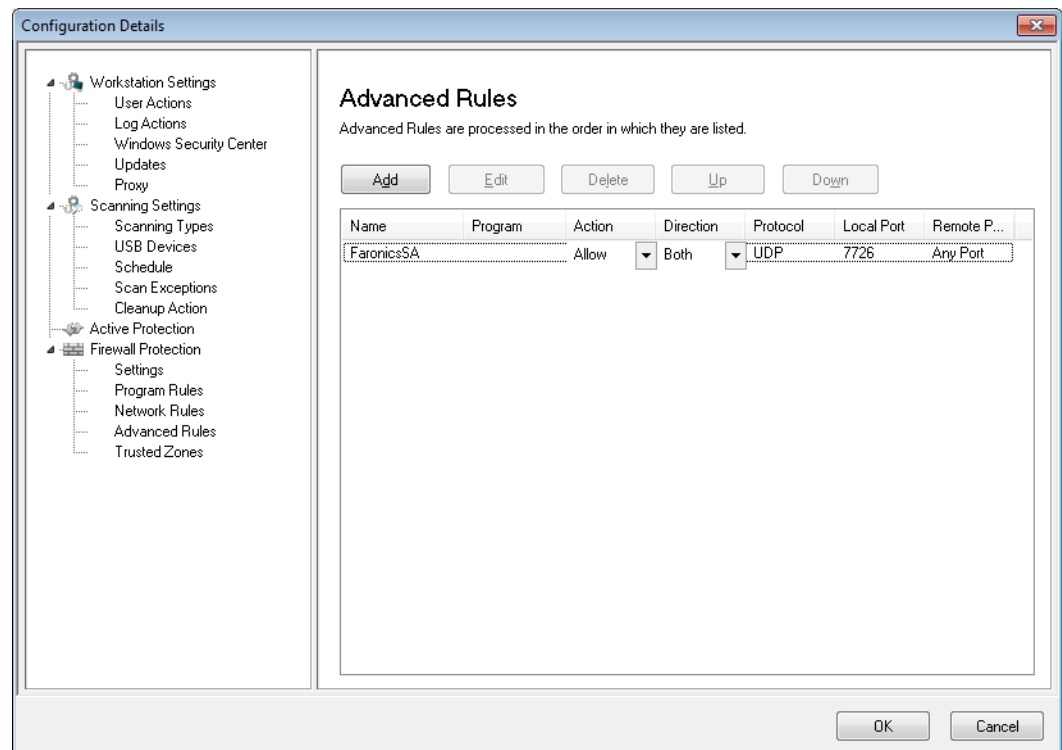 Configuration Details
Workstation Settings
User Actions
Log Actions
Windows Security Center
Updates
Proxy
Scanning Settings
Scanning Types
USB Devices
Schedule
Scan Exceptions
Cleanup Action
Active Protection
Firewall Protection
Settings
Program Rules
Network Rules
Advanced Rules
Trusted Zones
Advanced Rules
Advanced Rules are processed in the order in which they are listed.
Add Edit Delete Up Down
Name Program Action Direction Protocol Local Port Remote P...
FaronicsSA Allow Both UDP 7726 Any Port
OK Cancel